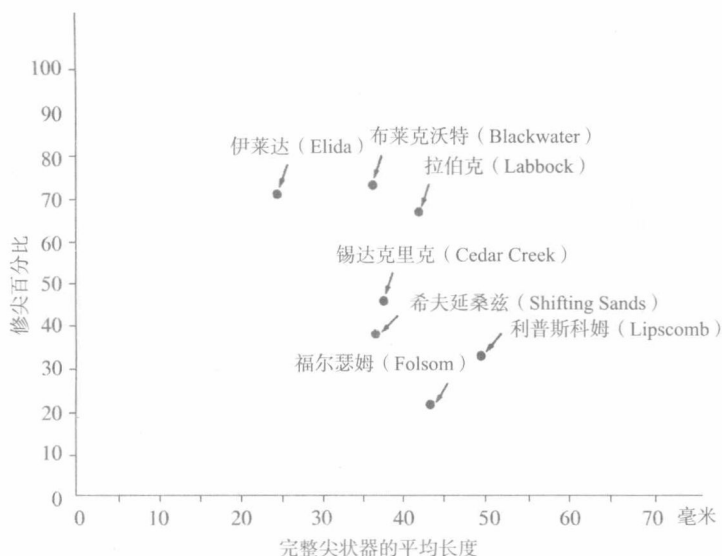 100
90
80
70
60
50
40
30
20
10
0
修尖百分比
伊莱达（Elida）
布莱克沃特（Blackwater）
拉伯克（Labbock）
锡达克里克（Cedar Creek）
希夫延桑兹（Shifting Sands）
利普斯科姆（Lipscomb）
福尔瑟姆（Folsom）
0 10 20 30 40 50 60 70 毫米
完整尖状器的平均长度